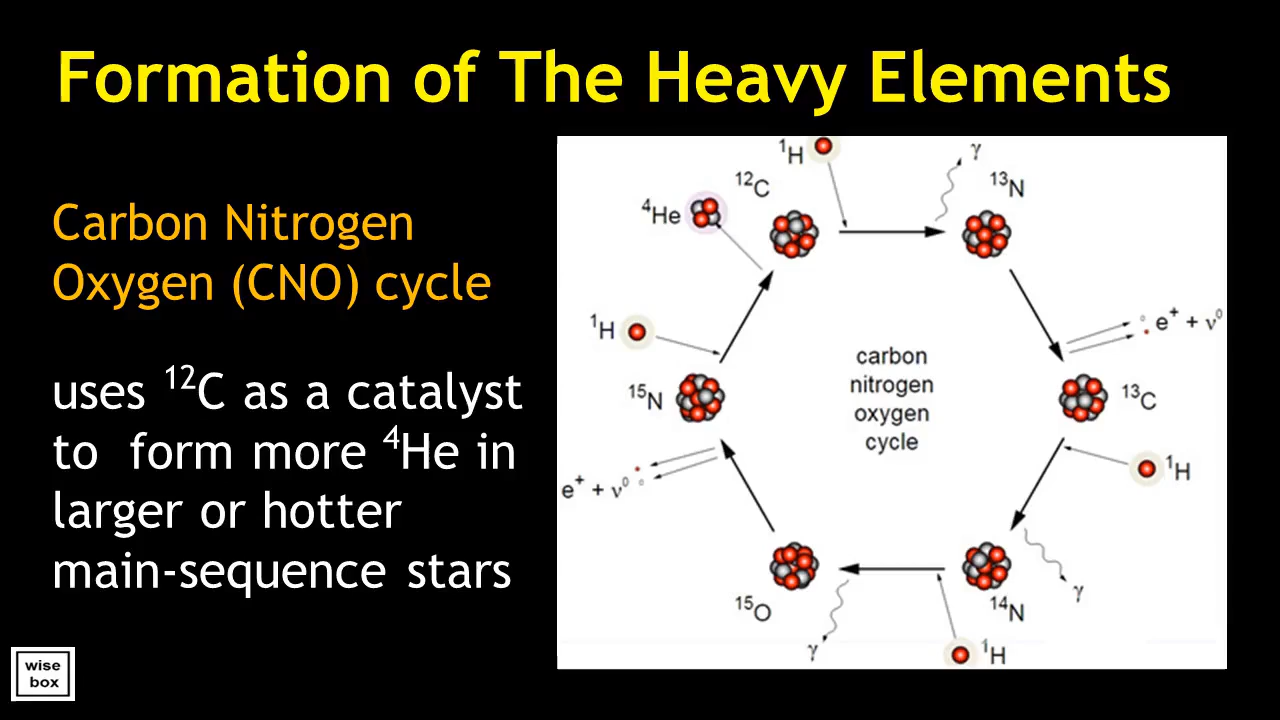 Formation of The Heavy Elements
Carbon Nitrogen
Oxygen (CNO) cycle
uses ¹²C as a catalyst
to form more ⁴He in
larger or hotter
main-sequence stars
¹H
γ
¹²C
¹³N
⁴He
¹H
e⁺ + ν⁰
carbon
nitrogen
oxygen
cycle
¹⁵N
¹³C
¹H
e⁺ + ν⁰
γ
¹⁵O
¹⁴N
γ
¹H
wise
box